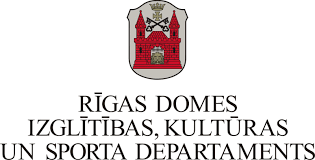 RĪGAS DOMES
IZGLĪTĪBAS, KULTŪRAS
UN SPORTA DEPARTAMENTS